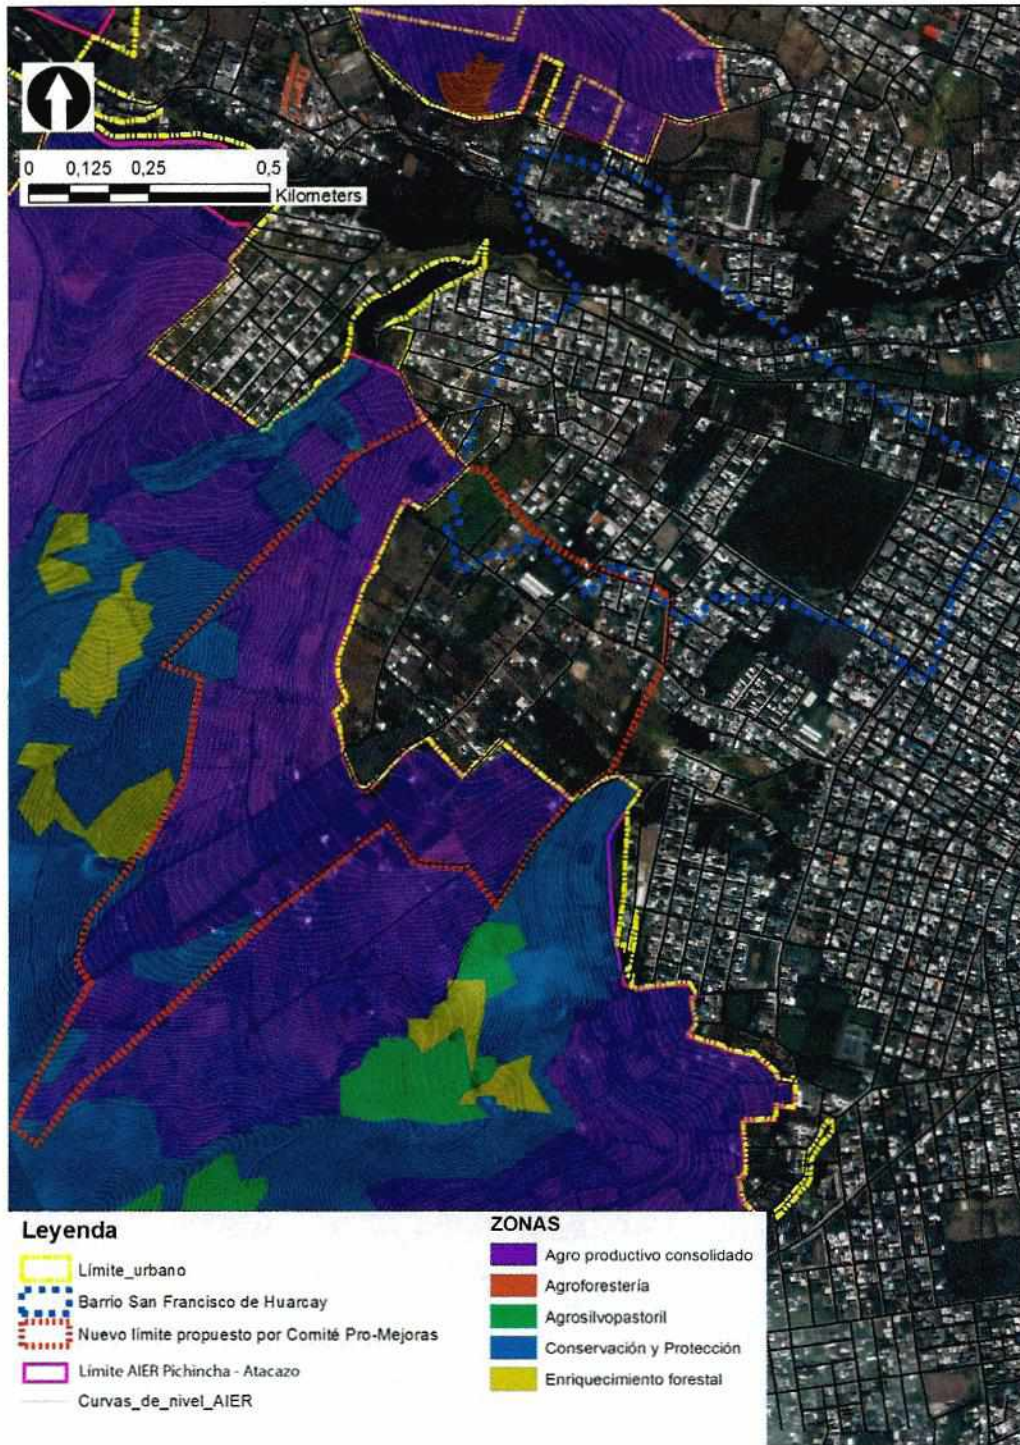 0 0,125 0,25 0,5
Kilometers
Leyenda
Límite_urbano
Barrio San Francisco de Huarcay
Nuevo límite propuesto por Comité Pro-Mejoras
Límite AIER Pichincha - Atacazo
Curvas_de_nivel_AIER
ZONAS
Agro productivo consolidado
Agroforestería
Agrosilvopastoril
Conservación y Protección
Enriquecimiento forestal